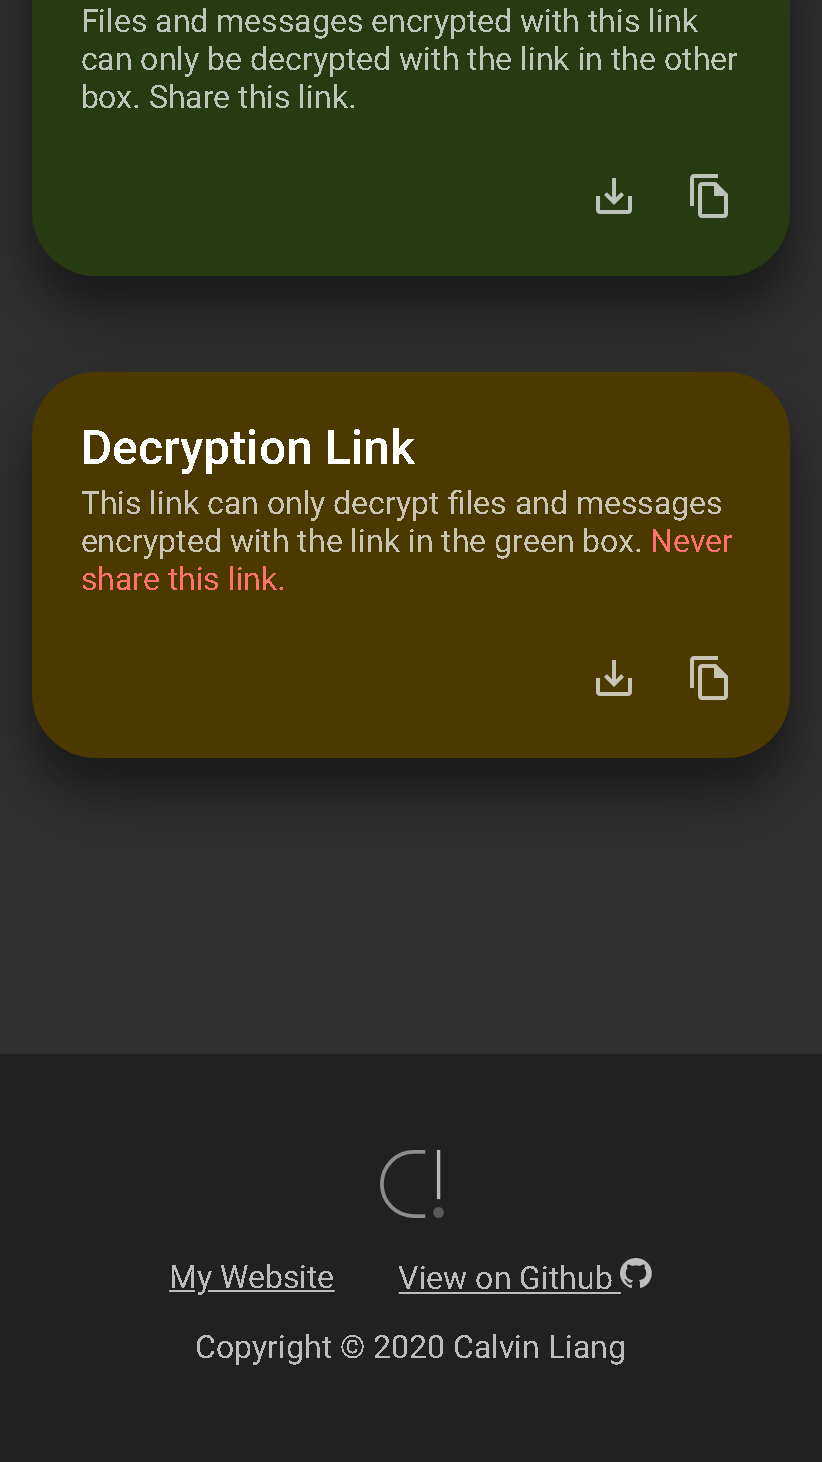 Files and messages encrypted with this link
can only be decrypted with the link in the other
box. Share this link.
Decryption Link
This link can only decrypt files and messages
encrypted with the link in the green box. Never
share this link.
My Website
View on Github
Copyright © 2020 Calvin Liang